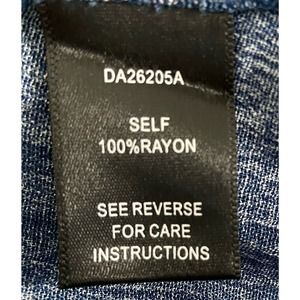 DA26205A
SELF
100%RAYON
SEE REVERSE
FOR CARE
INSTRUCTIONS